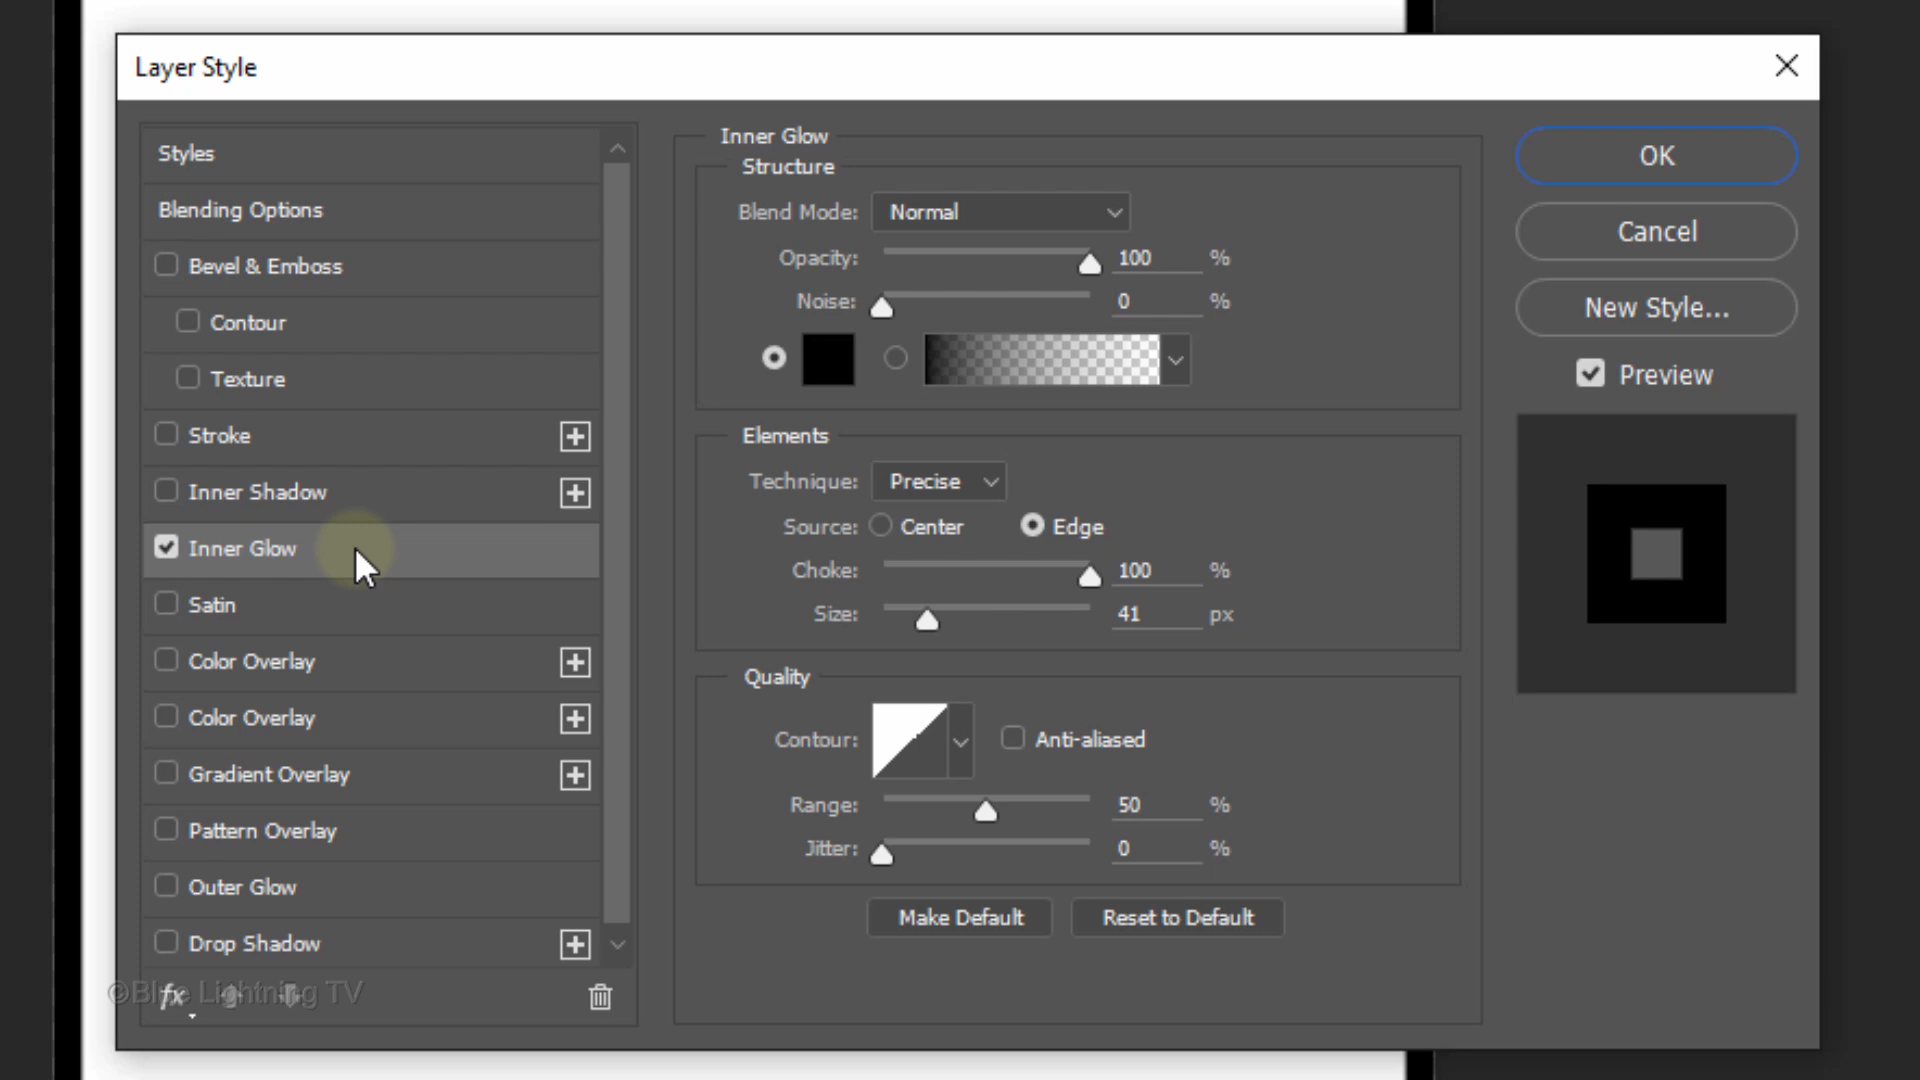 Layer Style
Styles
Blending Options
Bevel & Emboss
Contour
Texture
Stroke
Inner Shadow
Inner Glow
Satin
Color Overlay
Color Overlay
Gradient Overlay
Pattern Overlay
Outer Glow
Drop Shadow
fx
©Blue Lightning TV
Inner Glow
Structure
Blend Mode: Normal
Opacity: 100 %
Noise: 0 %
Elements
Technique: Precise
Source: Center Edge
Choke: 100 %
Size: 41 px
Quality
Contour: Anti-aliased
Range: 50 %
Jitter: 0 %
Make Default Reset to Default
OK
Cancel
New Style...
Preview